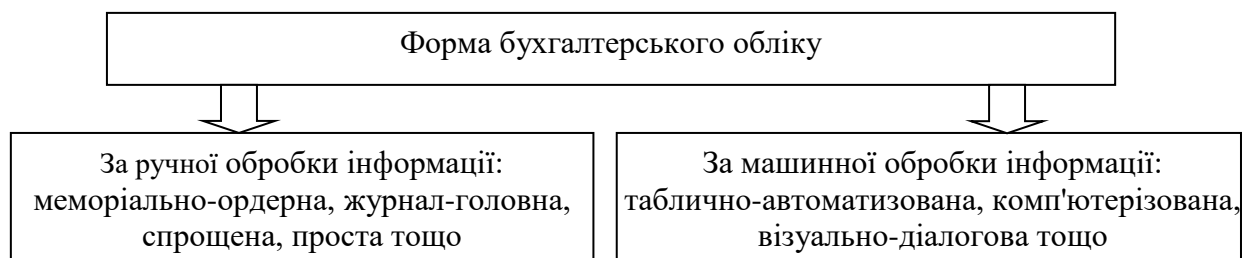 Форма бухгалтерського обліку
За ручної обробки інформації:
меморіально-ордерна, журнал-головна,
спрощена, проста тощо
За машинної обробки інформації:
таблично-автоматизована, комп'ютерізована,
візуально-діалогова тощо